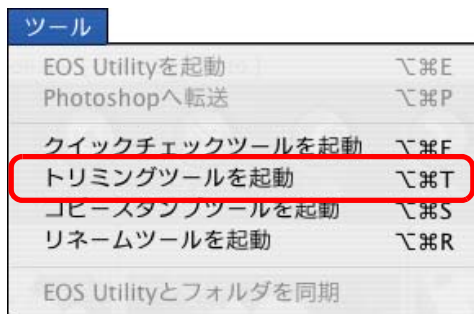 ツール
EOS Utilityを起動 ⌥⌘E
Photoshopへ転送 ⌥⌘P
クイックチェックツールを起動 ⌥⌘F
トリミングツールを起動 ⌥⌘T
コピースタンプツールを起動 ⌥⌘S
リネームツールを起動 ⌥⌘R
EOS Utilityとフォルダを同期